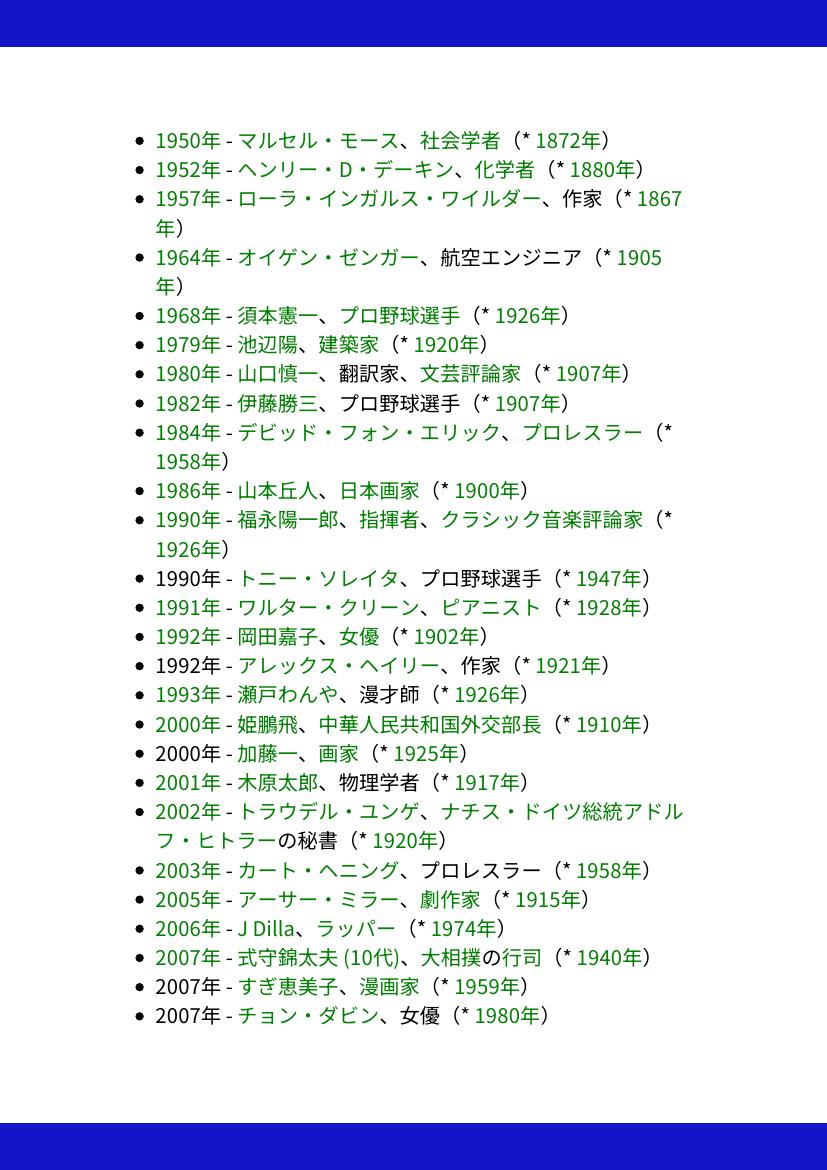 • 1950年 - マルセル・モース、社会学者（* 1872年）
• 1952年 - ヘンリー・D・デーキン、化学者（* 1880年）
• 1957年 - ローラ・インガルス・ワイルダー、作家（* 1867
年）
• 1964年 - オイゲン・ゼンガー、航空エンジニア（* 1905
年）
• 1968年 - 須本憲一、プロ野球選手（* 1926年）
• 1979年 - 池辺陽、建築家（* 1920年）
• 1980年 - 山口慎一、翻訳家、文芸評論家（* 1907年）
• 1982年 - 伊藤勝三、プロ野球選手（* 1907年）
• 1984年 - デビッド・フォン・エリック、プロレスラー（*
1958年）
• 1986年 - 山本丘人、日本画家（* 1900年）
• 1990年 - 福永陽一郎、指揮者、クラシック音楽評論家（*
1926年）
• 1990年 - トニー・ソレイタ、プロ野球選手（* 1947年）
• 1991年 - ワルター・クリーン、ピアニスト（* 1928年）
• 1992年 - 岡田嘉子、女優（* 1902年）
• 1992年 - アレックス・ヘイリー、作家（* 1921年）
• 1993年 - 瀬戸わんや、漫才師（* 1926年）
• 2000年 - 姫鵬飛、中華人民共和国外交部長（* 1910年）
• 2000年 - 加藤一、画家（* 1925年）
• 2001年 - 木原太郎、物理学者（* 1917年）
• 2002年 - トラウデル・ユンゲ、ナチス・ドイツ総統アドル
フ・ヒトラーの秘書（* 1920年）
• 2003年 - カート・ヘニング、プロレスラー（* 1958年）
• 2005年 - アーサー・ミラー、劇作家（* 1915年）
• 2006年 - J Dilla、ラッパー（* 1974年）
• 2007年 - 式守錦太夫 (10代)、大相撲の行司（* 1940年）
• 2007年 - すぎ恵美子、漫画家（* 1959年）
• 2007年 - チョン・ダビン、女優（* 1980年）